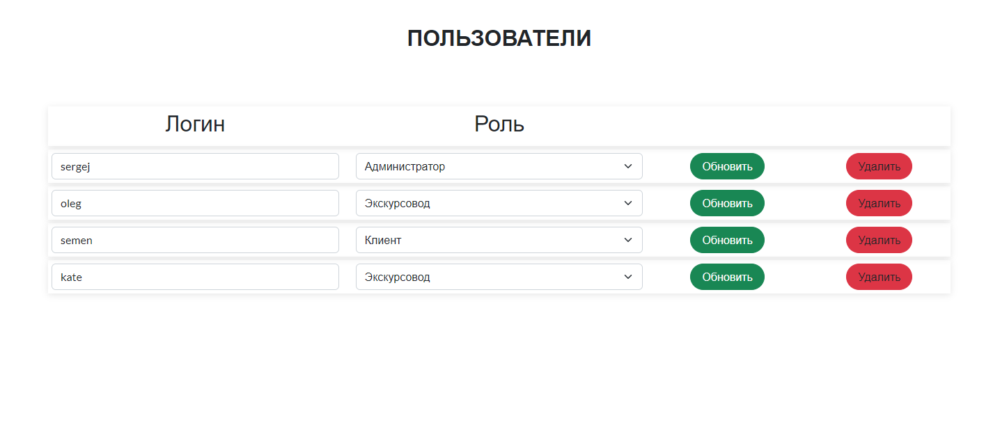 ПОЛЬЗОВАТЕЛИ
Логин Роль
sergej Администратор Обновить Удалить
oleg Экскурсовод Обновить Удалить
semen Клиент Обновить Удалить
kate Экскурсовод Обновить Удалить